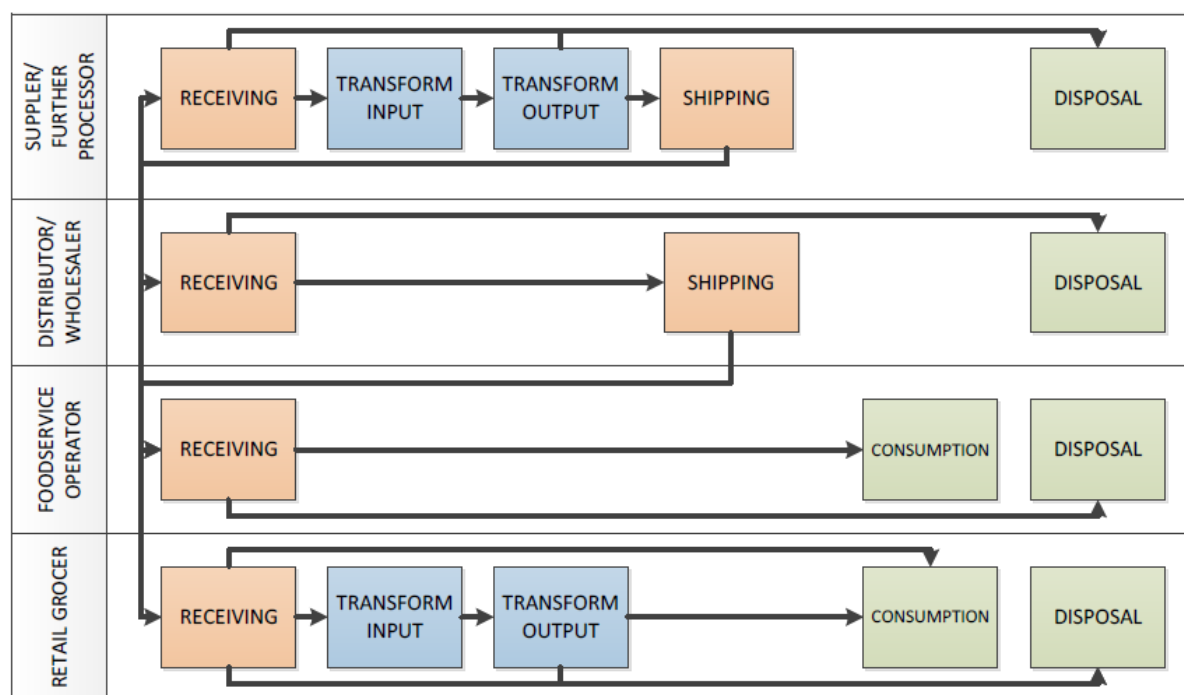 SUPPLER/
FURTHER
PROCESSOR
RECEIVING
TRANSFORM
INPUT
TRANSFORM
OUTPUT
SHIPPING
DISPOSAL
DISTRIBUTOR/
WHOLESALER
RECEIVING
SHIPPING
DISPOSAL
FOODSERVICE
OPERATOR
RECEIVING
CONSUMPTION
DISPOSAL
RETAIL GROCER
RECEIVING
TRANSFORM
INPUT
TRANSFORM
OUTPUT
CONSUMPTION
DISPOSAL